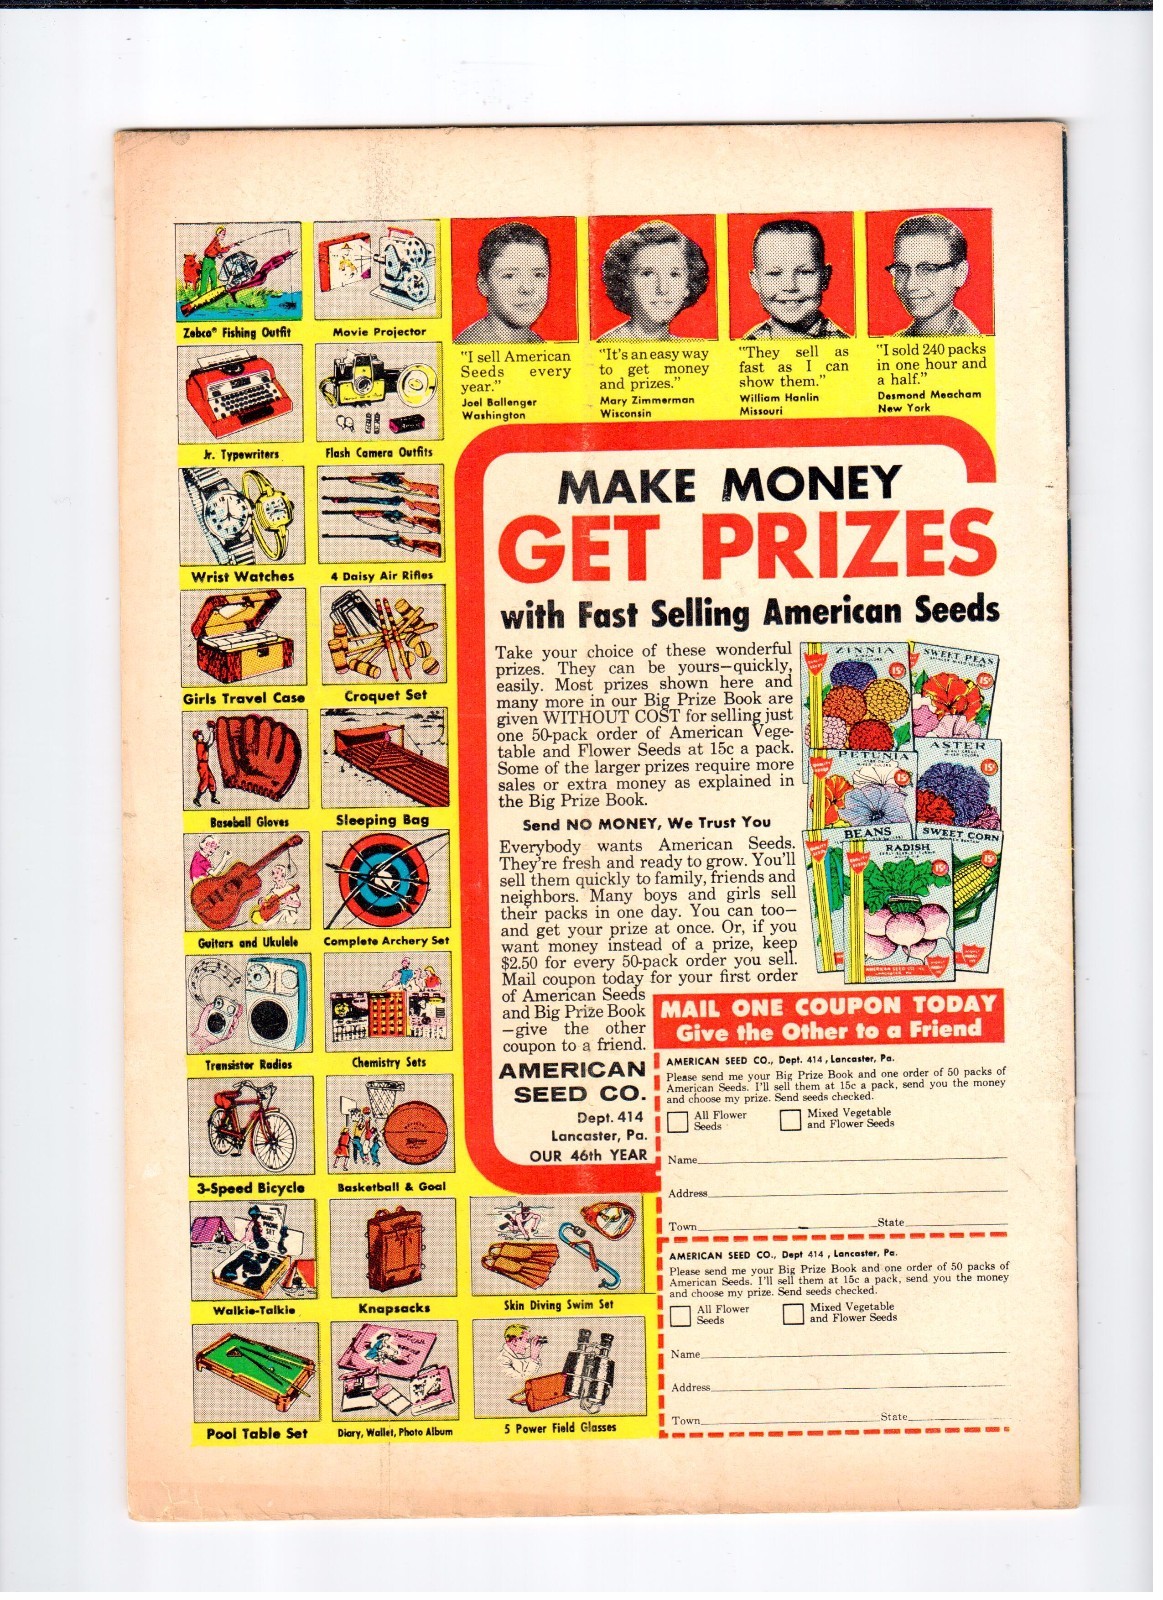 Zebco® Fishing Outfit
Movie Projector
Jr. Typewriters
Flash Camera Outfits
Wrist Watches
4 Daisy Air Rifles
Girls Travel Case
Croquet Set
Baseball Gloves
Sleeping Bag
Guitars and Ukulele
Complete Archery Set
Transistor Radios
Chemistry Sets
3-Speed Bicycle
Basketball & Goal
Walkie-Talkie
Knapsacks
Skin Diving Swim Set
Pool Table Set
Diary, Wallet, Photo Album
5 Power Field Glasses
"I sell American
Seeds every
year."
Joel Ballenger
Washington
"It's an easy way
to get money
and prizes."
Mary Zimmerman
Wisconsin
"They sell as
fast as I can
show them."
William Hanlin
Missouri
"I sold 240 packs
in one hour and
a half."
Desmond Meacham
New York
MAKE MONEY
GET PRIZES
with Fast Selling American Seeds
Take your choice of these wonderful
prizes. They can be yours—quickly,
easily. Most prizes shown here and
many more in our Big Prize Book are
given WITHOUT COST for selling just
one 50-pack order of American Vege-
table and Flower Seeds at 15c a pack.
Some of the larger prizes require more
sales or extra money as explained in
the Big Prize Book.
Send NO MONEY, We Trust You
Everybody wants American Seeds.
They're fresh and ready to grow. You'll
sell them quickly to family, friends and
neighbors. Many boys and girls sell
their packs in one day. You can too—
and get your prize at once. Or, if you
want money instead of a prize, keep
$2.50 for every 50-pack order you sell.
Mail coupon today for your first order
of American Seeds
and Big Prize Book
—give the other
coupon to a friend.
AMERICAN
SEED CO.
Dept. 414
Lancaster, Pa.
OUR 46th YEAR
ZINNIA
15¢
SWEET PEAS
15¢
PETUNIA
15¢
ASTER
15¢
BEANS
SWEET CORN
15¢
RADISH
15¢
AMERICAN SEED CO.
MAIL ONE COUPON TODAY
Give the Other to a Friend
AMERICAN SEED CO., Dept. 414, Lancaster, Pa.
Please send me your Big Prize Book and one order of 50 packs of
American Seeds. I'll sell them at 15c a pack, send you the money
and choose my prize. Send seeds checked.
All Flower
Seeds
Mixed Vegetable
and Flower Seeds
Name
Address
Town State
AMERICAN SEED CO., Dept 414, Lancaster, Pa.
Please send me your Big Prize Book and one order of 50 packs of
American Seeds. I'll sell them at 15c a pack, send you the money
and choose my prize. Send seeds checked.
All Flower
Seeds
Mixed Vegetable
and Flower Seeds
Name
Address
Town State